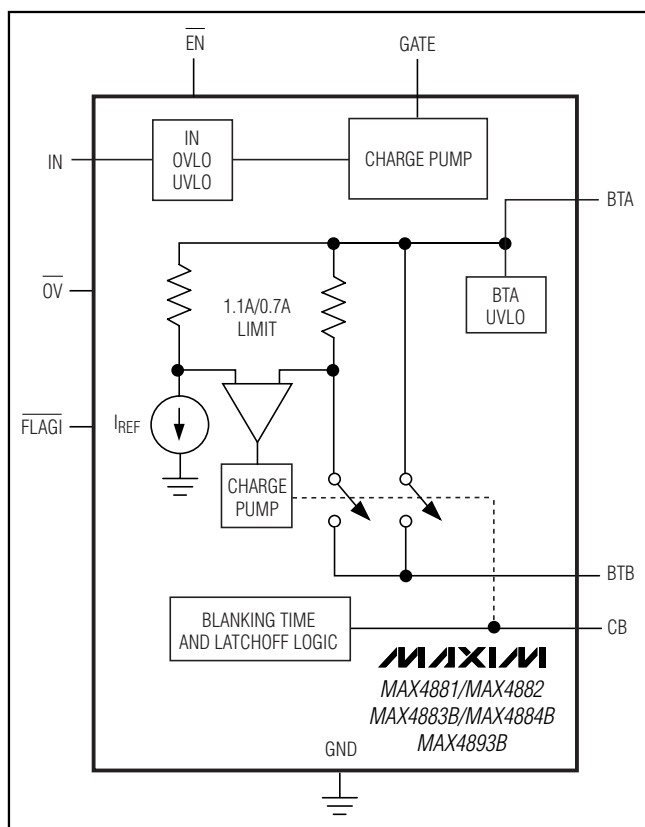 EN
GATE
IN
OVLO
UVLO
CHARGE PUMP
IN
BTA
OV
1.1A/0.7A
LIMIT
BTA
UVLO
FLAGI
IREF
CHARGE
PUMP
BTB
BLANKING TIME
AND LATCHOFF LOGIC
CB
MAXIM
MAX4881/MAX4882
MAX4883B/MAX4884B
MAX4893B
GND